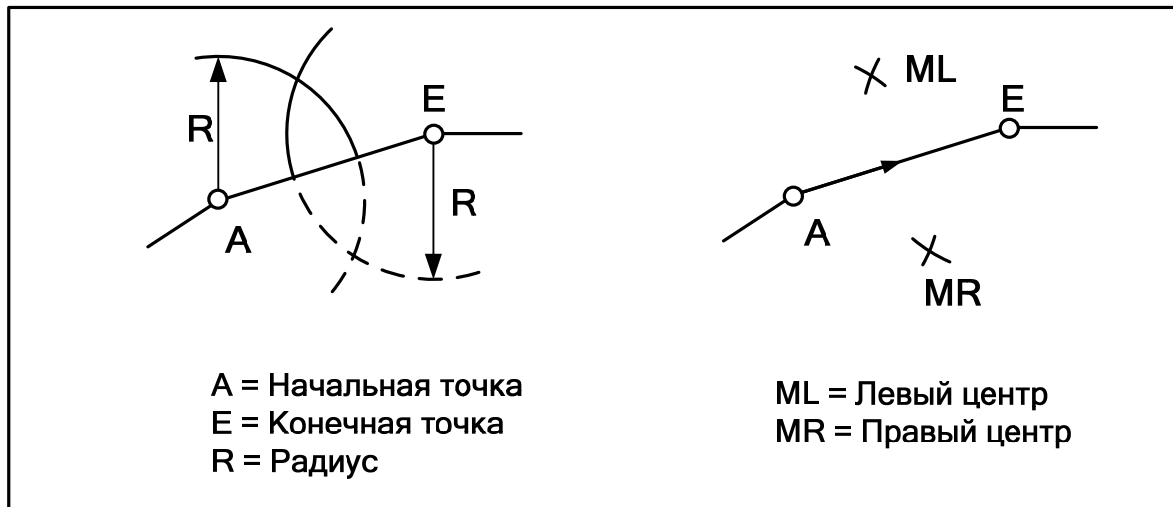 R
A
E
R
A = Начальная точка
E = Конечная точка
R = Радиус
ML
E
A
MR
ML = Левый центр
MR = Правый центр